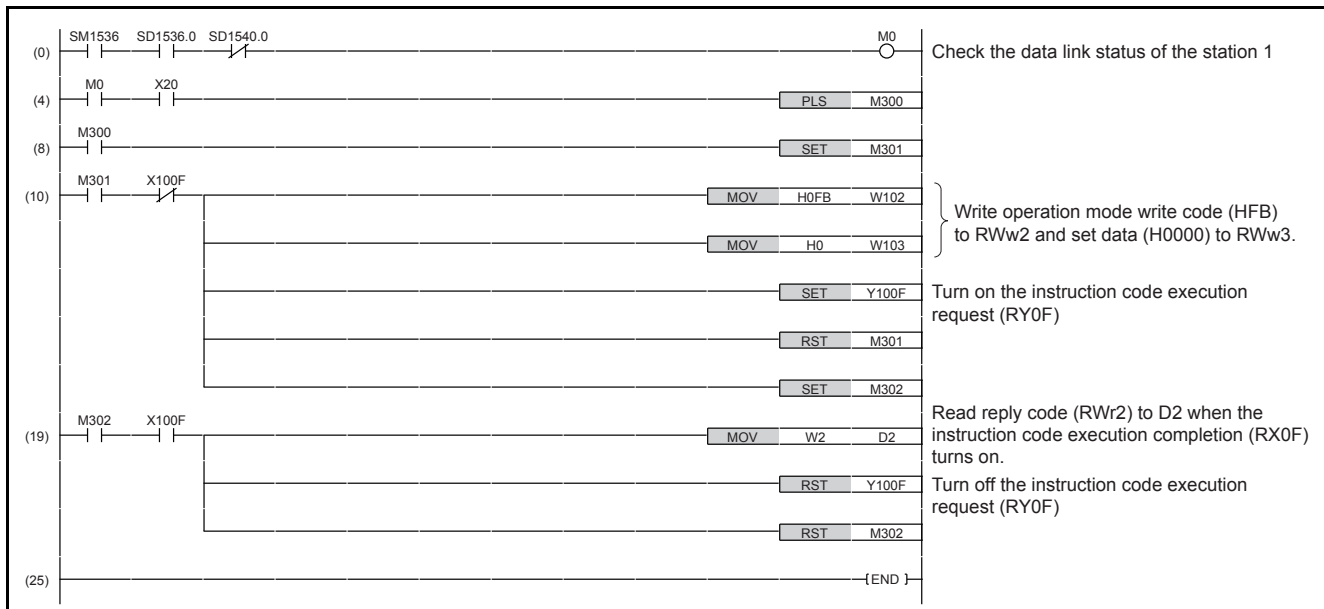 SM1536 SD1536.0 SD1540.0 M0
(0) Check the data link status of the station 1
M0 X20
(4) PLS M300
M300
(8) SET M301
M301 X100F
(10) MOV H0FB W102
Write operation mode write code (HFB)
to RWw2 and set data (H0000) to RWw3.
MOV H0 W103
SET Y100F Turn on the instruction code execution
request (RY0F)
RST M301
SET M302
M302 X100F
Read reply code (RWr2) to D2 when the
(19) MOV W2 D2 instruction code execution completion (RX0F)
turns on.
RST Y100F Turn off the instruction code execution
request (RY0F)
RST M302
(25) END